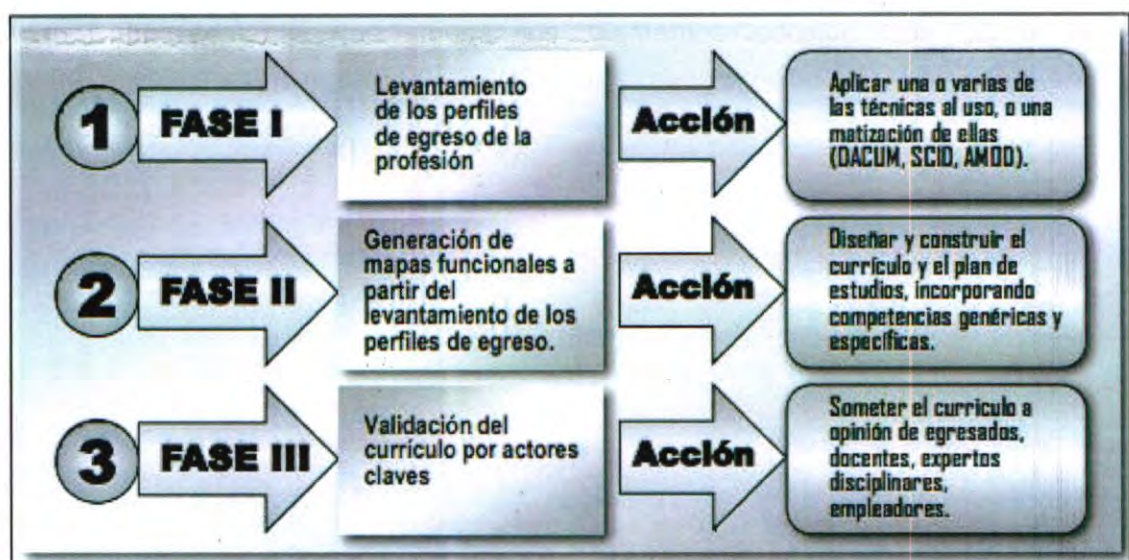 1
FASE I
Levantamiento
de los perfiles
de egreso de la
profesión
Acción
Aplicar una o varias de
las técnicas al uso, o una
matización de ellas
(DACUM, SCID, AMOD).
2
FASE II
Generación de
mapas funcionales a
partir del
levantamiento de los
perfiles de egreso.
Acción
Diseñar y construir el
currículo y el plan de
estudios, incorporando
competencias genéricas y
específicas.
3
FASE III
Validación del
currículo por actores
claves
Acción
Someter el currículo a
opinión de egresados,
docentes, expertos
disciplinares,
empleadores.